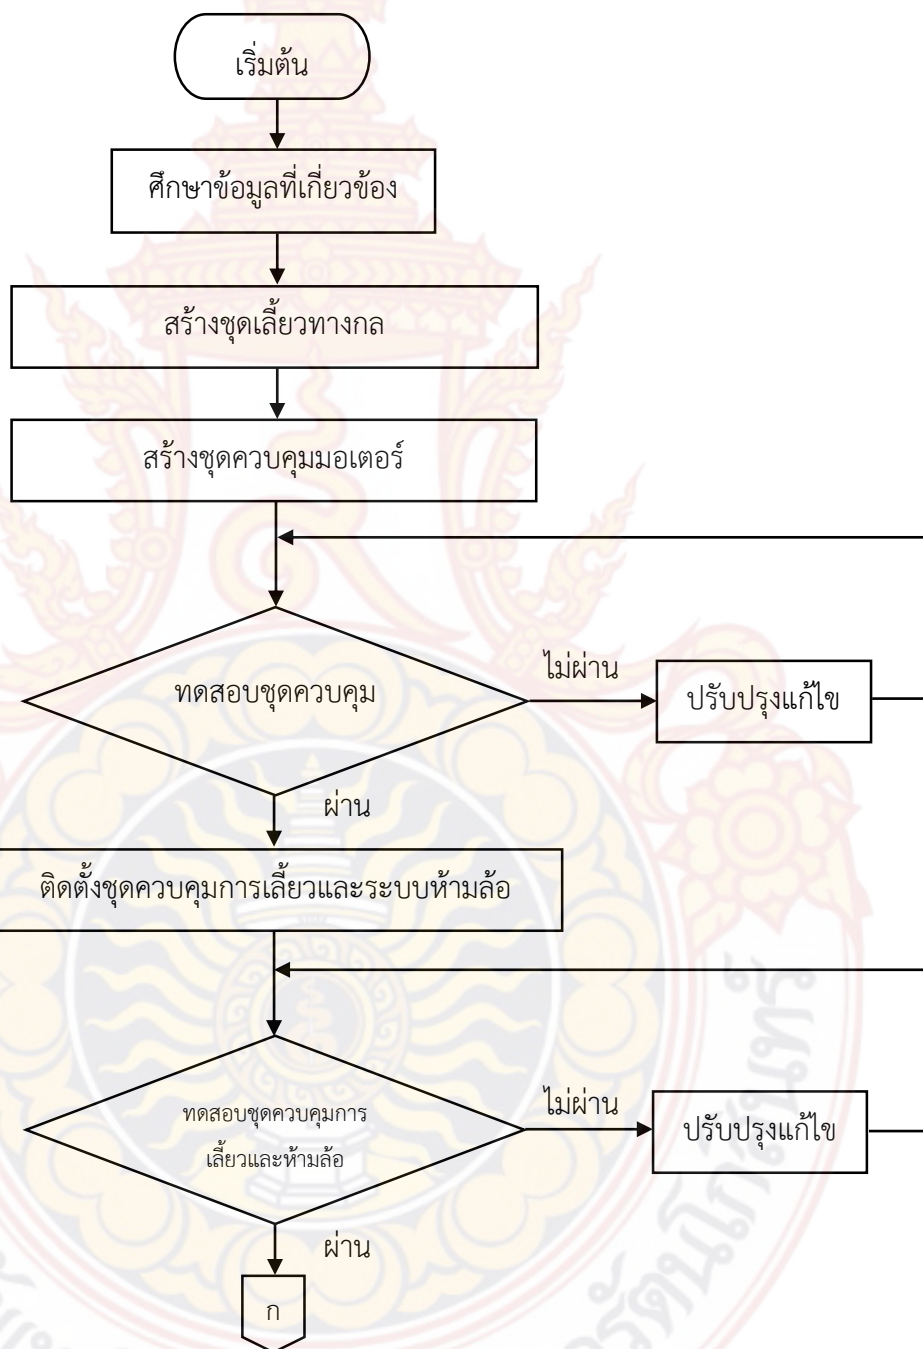 เริ่มต้น
ศึกษาข้อมูลที่เกี่ยวข้อง
สร้างชุดเลี้ยวทางกล
สร้างชุดควบคุมมอเตอร์
ทดสอบชุดควบคุม
ไม่ผ่าน
ปรับปรุงแก้ไข
ผ่าน
ติดตั้งชุดควบคุมการเลี้ยวและระบบห้ามล้อ
ทดสอบชุดควบคุมการ
เลี้ยวและห้ามล้อ
ไม่ผ่าน
ปรับปรุงแก้ไข
ผ่าน
ก